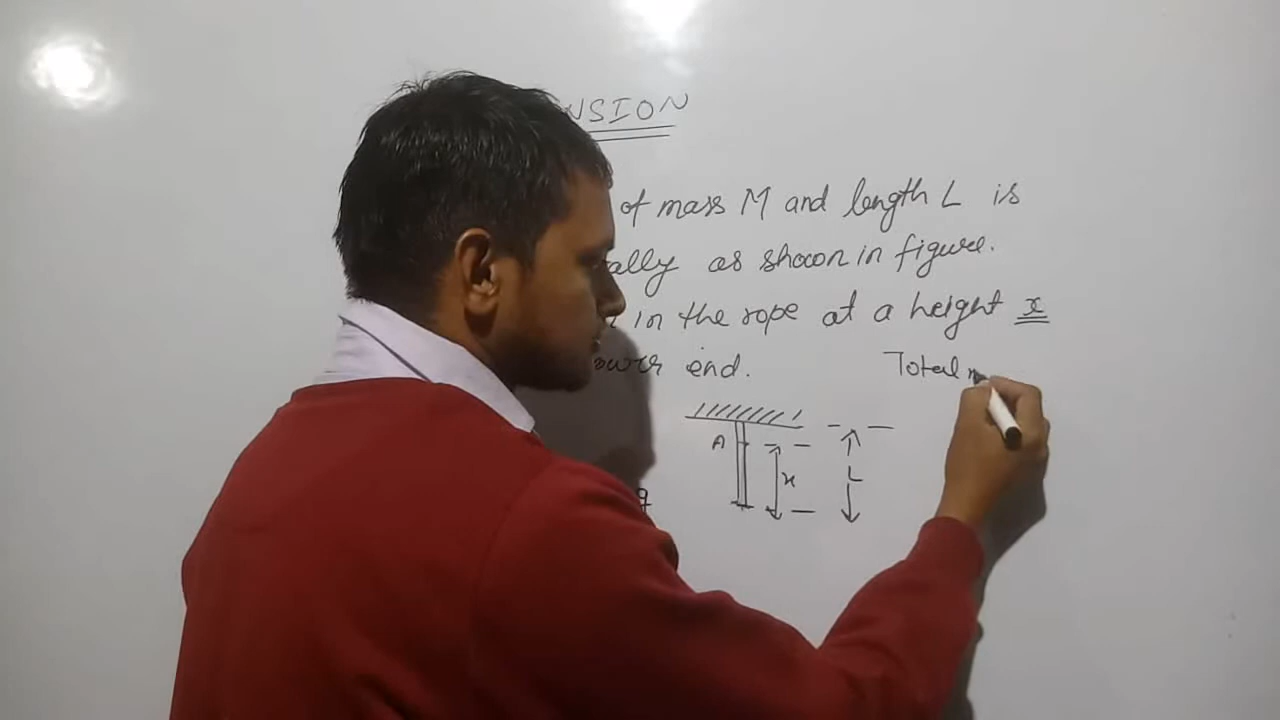 NSION
of mass M and length L is
ally as shown in figure.
in the rope at a height x
ower end.
Total
A
x
L
g